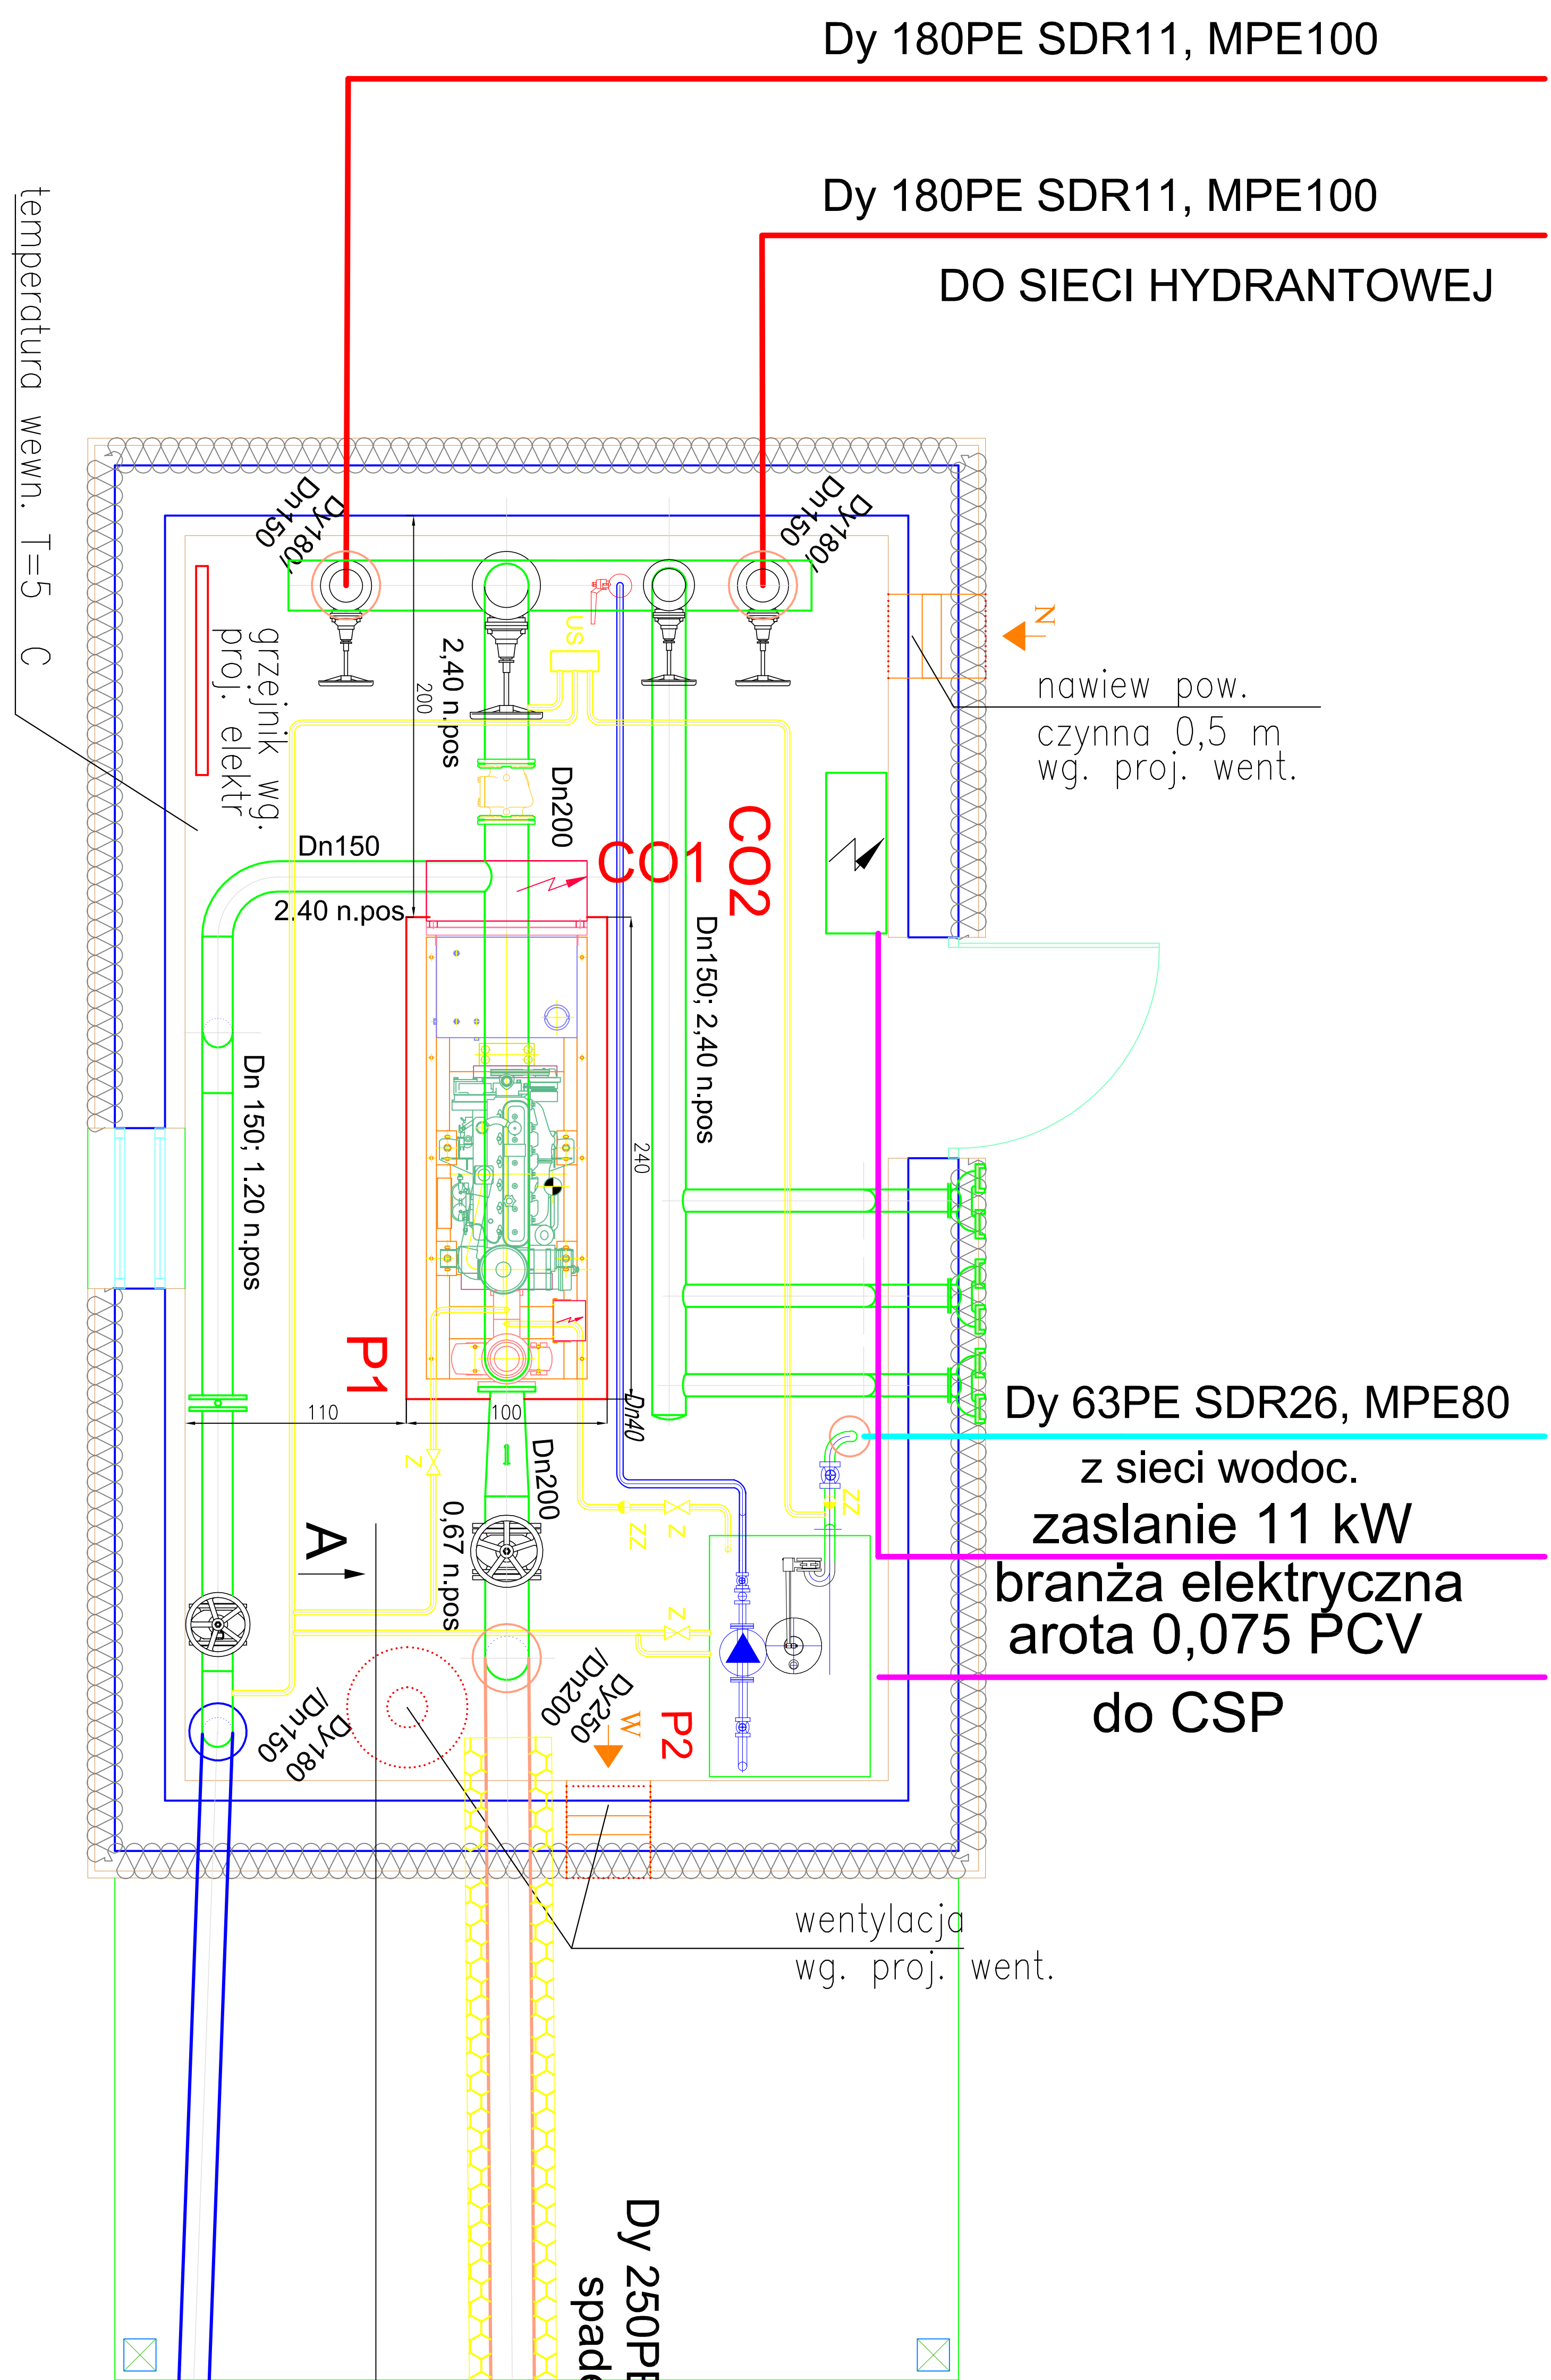 Dy 180PE SDR11, MPE100
Dy 180PE SDR11, MPE100
DO SIECI HYDRANTOWEJ
temperatura wewn. T=5 C
Dy180/
Dn150
Dy180/
Dn150
N
nawiew pow.
czynna 0,5 m
wg. proj. went.
grzejnik wg.
proj. elektr
200
2,40 n.pos
US
Dn200
CO1
CO2
Dn150
2,40 n.pos
Dn150; 2,40 n.pos
Dn 150; 1.20 n.pos
240
P1
110
100
Dn40
Dy 63PE SDR26, MPE80
z sieci wodoc.
zaslanie 11 kW
branża elektryczna
arota 0,075 PCV
do CSP
Z
Dn200
0,67 n.pos
ZZ
Z
ZZ
A
Z
Dy250
/Dn200
W
P2
Dy180
/Dn150
wentylacja
wg. proj. went.
Dy 250PE